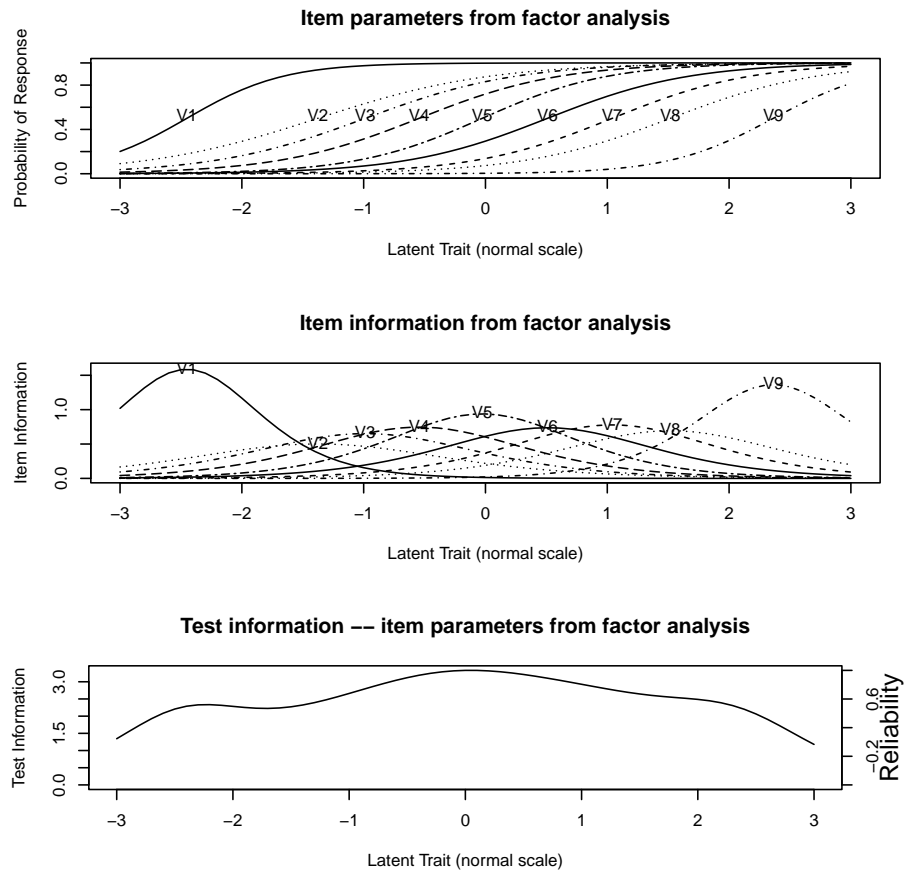 Item parameters from factor analysis
Probability of Response
0.0 0.4 0.8
V1 V2 V3 V4 V5 V6 V7 V8 V9
−3 −2 −1 0 1 2 3
Latent Trait (normal scale)
Item information from factor analysis
Item Information
0.0 1.0
V1 V2 V3 V4 V5 V6 V7 V8 V9
−3 −2 −1 0 1 2 3
Latent Trait (normal scale)
Test information −− item parameters from factor analysis
Test Information
0.0 1.5 3.0
−3 −2 −1 0 1 2 3
Latent Trait (normal scale)
−0.2 0.6
Reliability